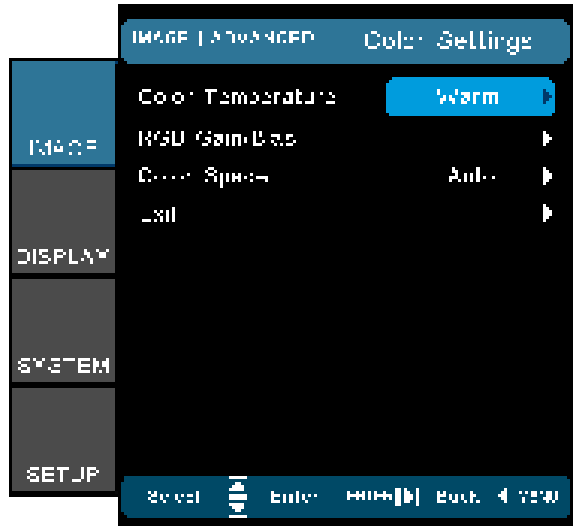 IMAGE | ADVANCED Color Settings
Color Temperature Warm
RGB Gain/Bias
Color Space Auto
Exit
IMAGE
DISPLAY
SYSTEM
SETUP
Select Enter Back MENU